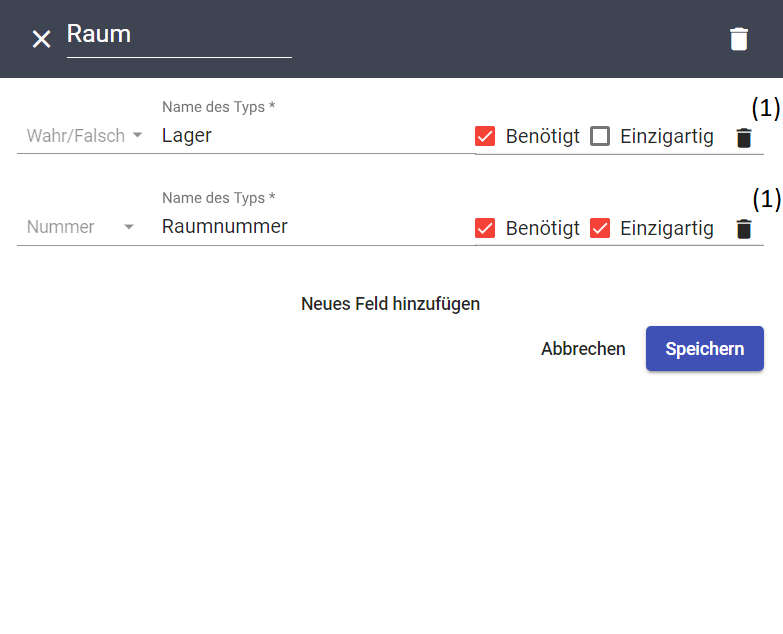 Raum
(1)
Name des Typs *
Wahr/Falsch Lager Benötigt Einzigartig
(1)
Name des Typs *
Nummer Raumnummer Benötigt Einzigartig
Neues Feld hinzufügen
Abbrechen Speichern